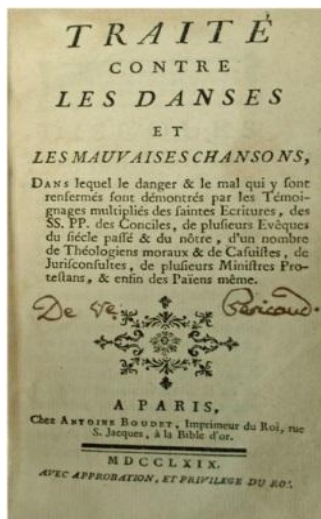 TRAITÉ
CONTRE
LES DANSES
ET
LES MAUVAISES CHANSONS,
DANS lequel le danger & le mal qui y sont
renfermés sont démontrés par les Témoi-
gnages multipliés des saintes Ecritures, des
SS. PP. des Conciles, de plusieurs Evêques
du siécle passé & du nôtre, d'un nombre
de Théologiens moraux & de Casuistes, de
Jurisconsultes, de plusieurs Ministres Pro-
testans, & enfin des Païens même.
De Pericaud.
A PARIS,
Chez ANTOINE BOUDET, Imprimeur du Roi, rue
S. Jacques, à la Bible d'or.
MDCCLXIX.
AVEC APPROBATION, ET PRIVILEGE DU ROI.